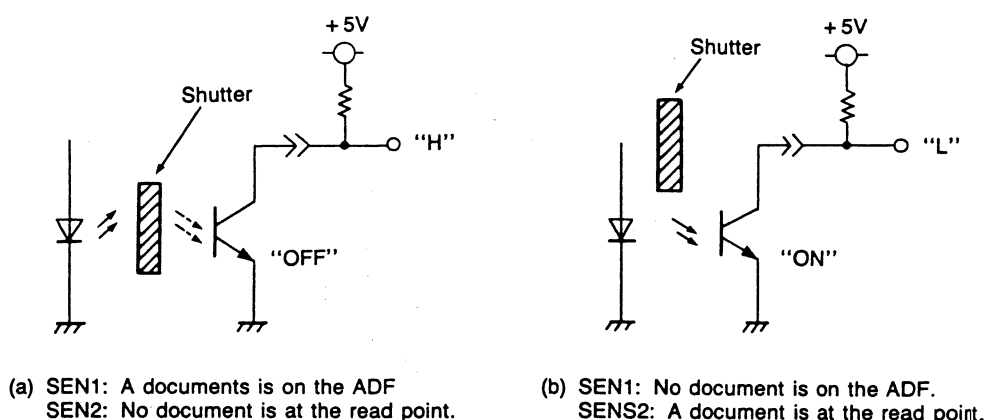 +5V
Shutter
"H"
"OFF"
(a) SEN1: A documents is on the ADF
SEN2: No document is at the read point.
+5V
Shutter
"L"
"ON"
(b) SEN1: No document is on the ADF.
SENS2: A document is at the read point.